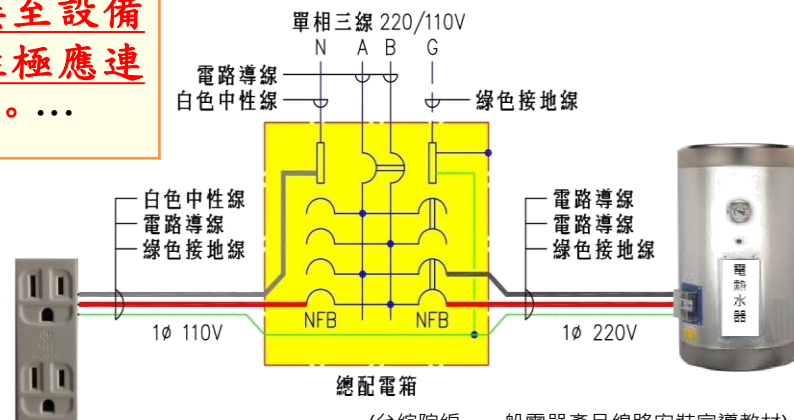 至設備
極應連
。…
單相三線 220/110V
N A B G
電路導線
白色中性線
綠色接地線
白色中性線
電路導線
綠色接地線
電路導線
電路導線
綠色接地線
電熱水器
NFB NFB
1ø 110V
1ø 220V
總配電箱